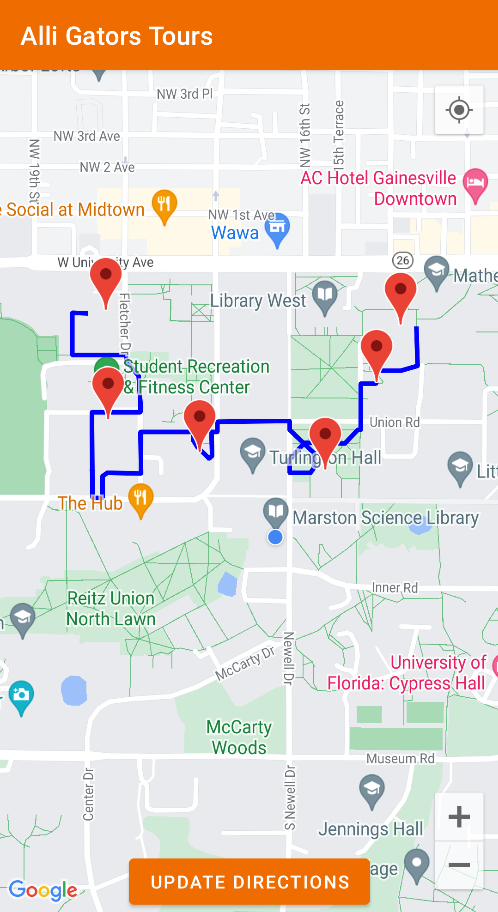 Alli Gators Tours
NW 3rd Pl
NW 16th St
15th Terrace
NW 19th St
NW 3rd Ave
NW 2 Ave
AC Hotel Gainesville
Downtown
e Social at Midtown
NW 1st Ave
Wawa
W University Ave
26
Mathe
Library West
Fletcher Dr
Student Recreation
& Fitness Center
Union Rd
Turlington Hall
Litt
The Hub
Marston Science Library
Inner Rd
Reitz Union
North Lawn
McCarty Dr
Newell Dr
University of
Florida: Cypress Hall
McCarty
Woods
Museum Rd
Center Dr
S Newell Dr
+
Jennings Hall
−
age
Google
UPDATE DIRECTIONS